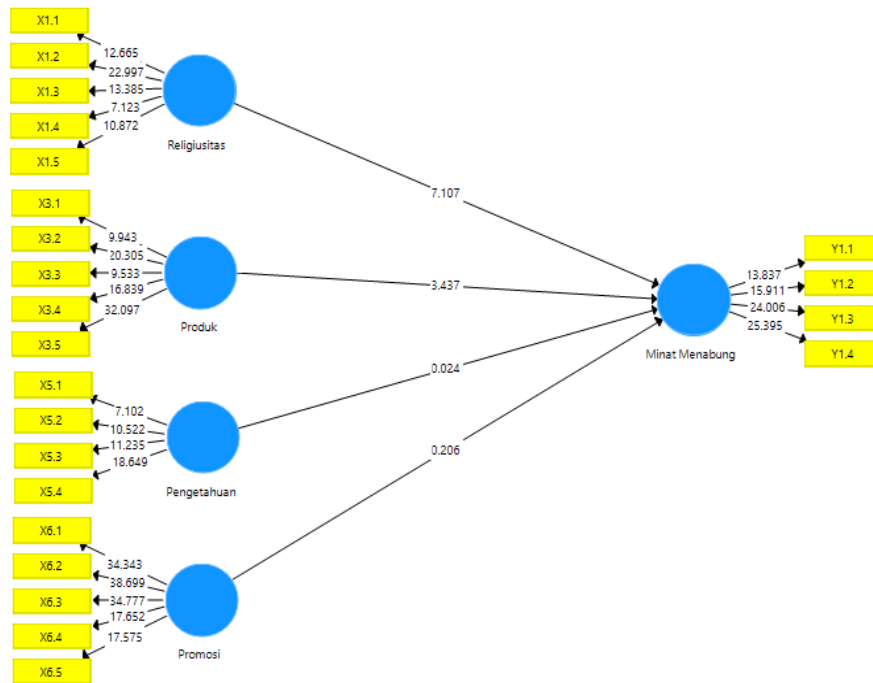 X1.1
X1.2
X1.3
X1.4
X1.5
12.665
22.997
13.385
7.123
10.872
Religiusitas
7.107
X3.1
X3.2
X3.3
X3.4
X3.5
9.943
20.305
9.533
16.839
32.097
Produk
3.437
X5.1
X5.2
X5.3
X5.4
7.102
10.522
11.235
18.649
Pengetahuan
0.024
X6.1
X6.2
X6.3
X6.4
X6.5
34.343
38.699
34.777
17.652
17.575
Promosi
0.206
Minat Menabung
13.837
15.911
24.006
25.395
Y1.1
Y1.2
Y1.3
Y1.4